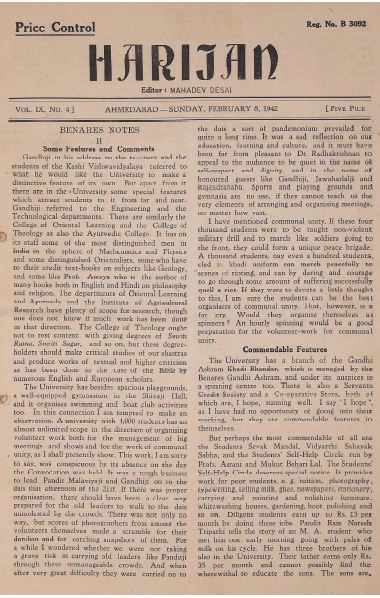 Price Control
Reg. No. B 3092
HARIJAN
Editor: MAHADEV DESAI
VOL. IX, NO. 4 ]
AHMEDABAD — SUNDAY, FEBRUARY 8, 1942
[ FIVE PICE
BENARES NOTES
II
Some Features and Comments
Gandhiji in his address to the teachers and the
students of the Kashi Vishwavidyalaya referred to
what he would like the University to make a
distinctive feature of its own. But apart from it
there are in the University some special features
which attract students to it from far and near.
Gandhiji referred to the Engineering and the
Technological departments. There are similarly the
College of Oriental Learning and the College of
Theology as also the Ayurvedic College. It has on
its staff some of the most distinguished men of
India in the sphere of Mathematics and Physics
and some distinguished Orientalists, some who have
to their credit text-books on subjects like Geology,
and some like Prof. who is the author of
many books both in English and Hindi on philosophy
and religion. The departments of Oriental Learning
and Ayurveda and the Institute of Agricultural
Research have plenty of scope for research, though
one does not know if much work has been done
in that direction. The College of Theology ought
not to rest content with giving degrees of Smriti
Ratna, Smriti Sagar, and so on, but these degree-
holders should make critical studies of our shastras
and produce works of textual and higher criticism
as has been done in the case of the Bible by
numerous English and European scholars.
The University has besides, spacious playgrounds,
a well-equipped gymnasium in the Shivaji Hall,
and it organises swimming and boat club activities
too. In this connection I am tempted to make an
observation. A university with 4,000 students has an
almost unlimited scope in the direction of organising
volunteer work both for the management of big
meetings and shows and for the work of communal
unity, as I shall presently show. This work, I am sorry
to say, was conspicuous by its absence on the day
the Convocation was held. It was a tough business
to lead Pandit Malaviyaji and Gandhiji on to the
dais that afternoon of the 21st. If there was proper
organisation, there should have been a clear way
prepared for the old leaders to walk to the dais
unmolested by the crowds. There was not only no
way, but scores of photographers from among the
volunteers themselves made a scramble for their
darshan and for catching snapshots of them. For
a while I wondered whether we were not taking
a grave risk in carrying old leaders like Panditji
through these unmanageable crowds. And when
after very great difficulty they were carried on to
the dais a sort of pandemonium prevailed for
quite a long time. It was a sad reflection on our
education, learning and culture, and it must have
been far from pleasant to Dr. Radhakrishnan to
appeal to the audience to be quiet in the name of
self-respect and dignity, and in the name of
honoured guests like Gandhiji, Jawaharlalji and
Rajendrababu. Sports and playing grounds and
gymnasia are no use, if they cannot teach us the
very elements of arranging and organising meetings,
no matter how vast.
I have mentioned communal unity. If these four
thousand students were to be taught non-violent
military drill and to march like soldiers going to
the front, they could form a unique peace brigade.
A thousand students, nay even a hundred students,
clad in khadi uniform can march peacefully to
scenes of rioting, and can by daring and courage
to go through some amount of suffering successfully
quell a riot. If they were to devote a little thought
to this, I am sure the students can be the best
organisers of communal unity. That, however, is a
far cry. Would they organise themselves as
spinners? An hourly spinning would be a good
preparation for the volunteer-work for communal
unity.
Commendable Features
The University has a branch of the Gandhi
Ashrom Khadi Bhandar, which is managed by the
Benares Gandhi Ashram, and under its auspices is
a spinning centre too. There is also a Servants
Credit Society and a Co-operative Store, both of
which are, I hope, running well. I say "I hope",
as I have had no opportunity of going into their
working, but they are commendable features in
themselves.
But perhaps the most commendable of all are
the Students Sevak Mandal, Vidyarthi Sahayak
Sabha, and the Students' Self-Help Circle run by
Profs. Asrani and Mukut Behari Lal. The Students'
Self-Help Circle deserves special notice. It provides
work for poor students, e. g. tuition, photography,
typewriting, selling milk, ghee, newspapers, stationery,
carrying and painting and polishing furniture,
whitewashing houses, gardening, boot polishing and
so on. Diligent students earn up to Rs. 13 per
month by doing these jobs. Pandit Ram Naresh
Tripathi tells the story of an M. A. student who
met him one early morning going with pales of
milk on his cycle. He has three brothers of his
also in the University. Their father earns only Rs.
35 per month and cannot possibly find the
wherewithal to educate the sons. The sons are,